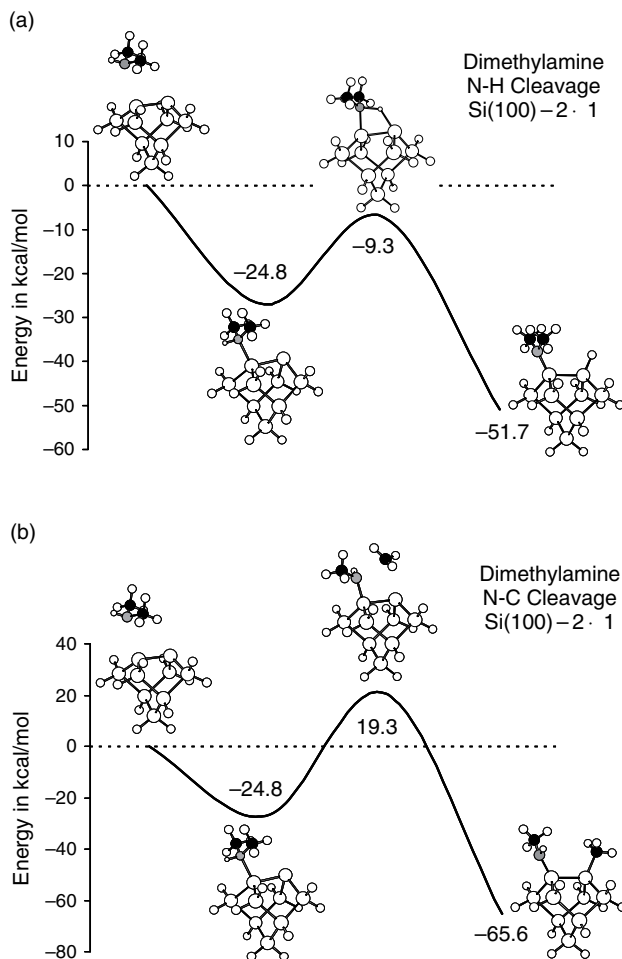 (a)
Dimethylamine
N-H Cleavage
Si(100)–2 · 1
10
0
–10
–20
–30
–40
–50
–60
Energy in kcal/mol
–24.8
–9.3
–51.7
(b)
Dimethylamine
N-C Cleavage
Si(100)–2 · 1
40
20
0
–20
–40
–60
–80
Energy in kcal/mol
–24.8
19.3
–65.6